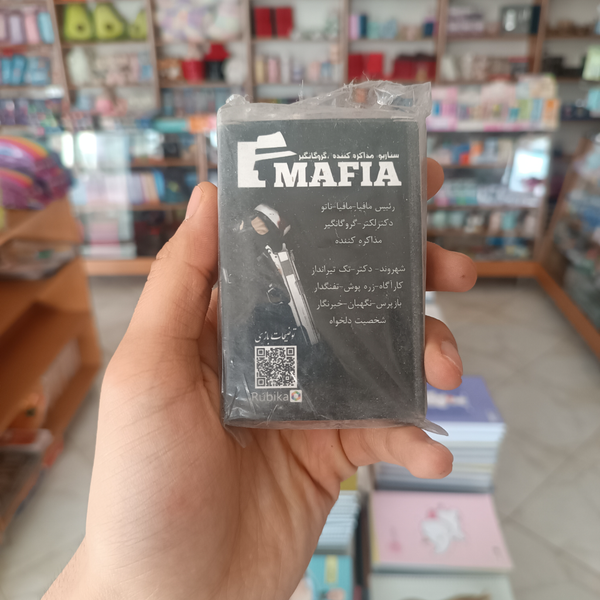 سناریو: مذاکره کننده /گروگانگیر
MAFIA
رئیس مافیا-مافیا-ناتو
دکترلکتر-گروگانگیر
مذاکره کننده
شهروند- دکتر-تک تیرانداز
کارآگاه-زره پوش-تفنگدار
بازپرس-نگهبان-خبرنگار
شخصیت دلخواه
توضیحات بازی
Rubika